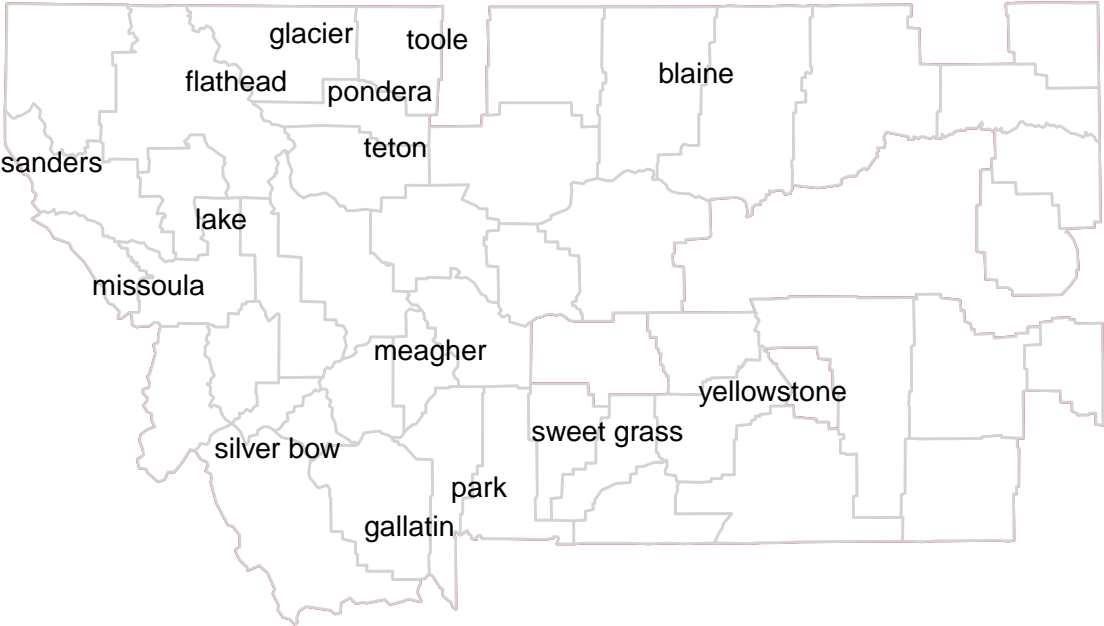 glacier
toole
blaine
flathead
pondera
teton
sanders
lake
missoula
meagher
yellowstone
sweet grass
silver bow
park
gallatin